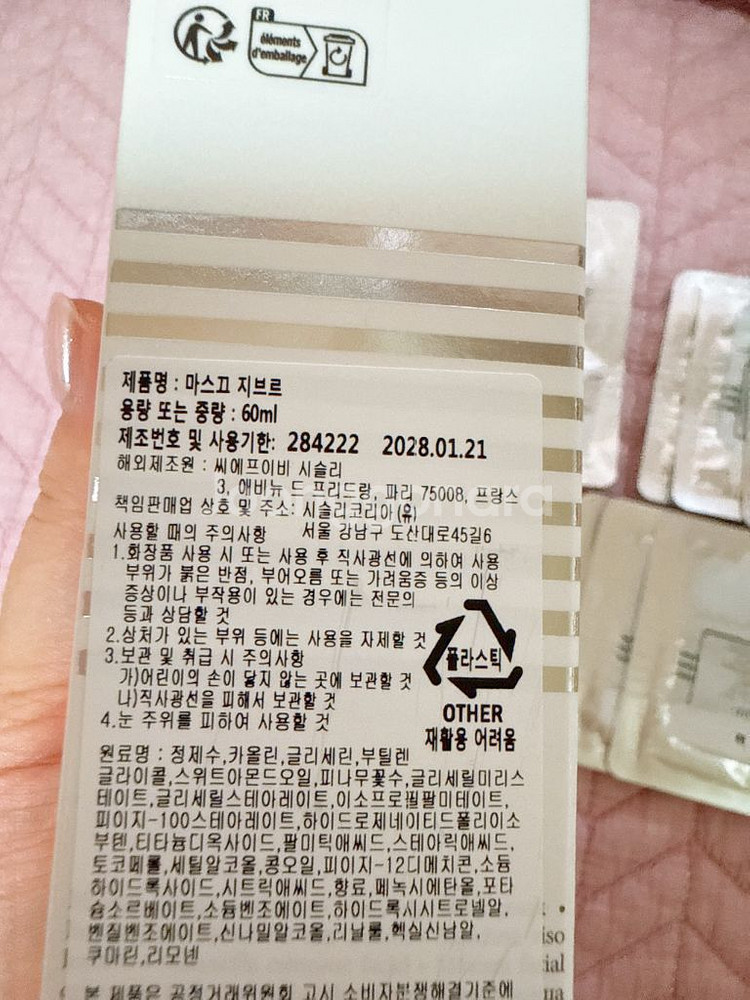 FR
éléments
d'emballage
제품명 : 마스끄 지브르
용량 또는 중량 : 60ml
제조번호 및 사용기한: 284222 2028.01.21
해외제조원 : 씨에프이비 시슬리
3, 애비뉴 드 프리드랑, 파리 75008, 프랑스
책임판매업 상호 및 주소: 시슬리코리아(유)
사용할 때의 주의사항 서울 강남구 도산대로45길6
1.화장품 사용 시 또는 사용 후 직사광선에 의하여 사용
부위가 붉은 반점, 부어오름 또는 가려움증 등의 이상
증상이나 부작용이 있는 경우에는 전문의
등과 상담할 것
2.상처가 있는 부위 등에는 사용을 자제할 것
3.보관 및 취급 시 주의사항
가)어린이의 손이 닿지 않는 곳에 보관할 것
나)직사광선을 피해서 보관할 것
4.눈 주위를 피하여 사용할 것
플라스틱
OTHER
재활용 어려움
원료명 : 정제수,카올린,글리세린,부틸렌
글라이콜,스위트아몬드오일,피나무꽃수,글리세릴미리스
테이트,글리세릴스테아레이트,이소프로필팔미테이트,
피이지-100스테아레이트,하이드로제네이티드폴리이소
부텐,티타늄디옥사이드,팔미틱애씨드,스테아릭애씨드,
토코페롤,세틸알코올,콩오일,피이지-12디메치콘,소듐
하이드록사이드,시트릭애씨드,향료,페녹시에탄올,포타
슘소르베이트,소듐벤조에이트,하이드록시시트로넬알,
벤질벤조에이트,신나밀알코올,리날룰,헥실신남알,
쿠마린,리모넨
본 제품은 공정거래위원회 고시 소비자분쟁해결기준에